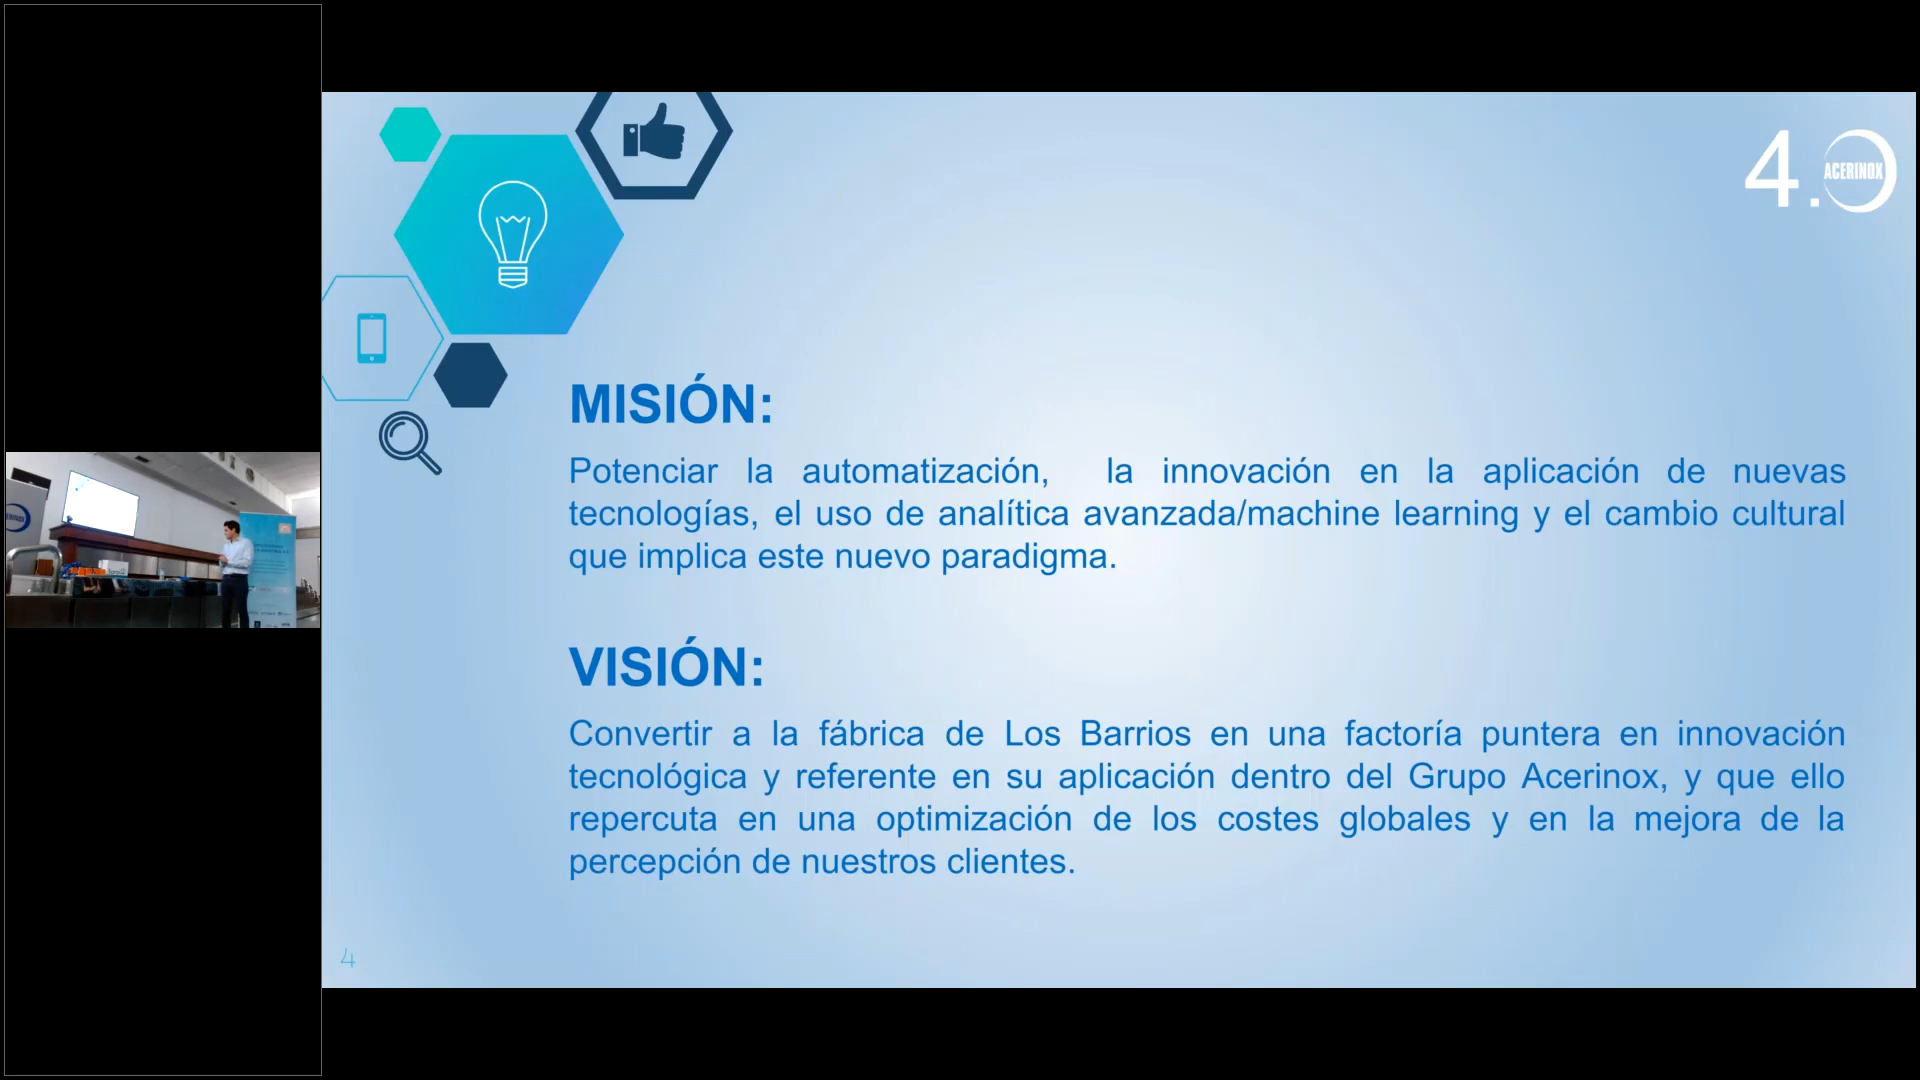 4.
ACERINOX
MISIÓN:
Potenciar la automatización, la innovación en la aplicación de nuevas
tecnologías, el uso de analítica avanzada/machine learning y el cambio cultural
que implica este nuevo paradigma.
VISIÓN:
Convertir a la fábrica de Los Barrios en una factoría puntera en innovación
tecnológica y referente en su aplicación dentro del Grupo Acerinox, y que ello
repercuta en una optimización de los costes globales y en la mejora de la
percepción de nuestros clientes.
4